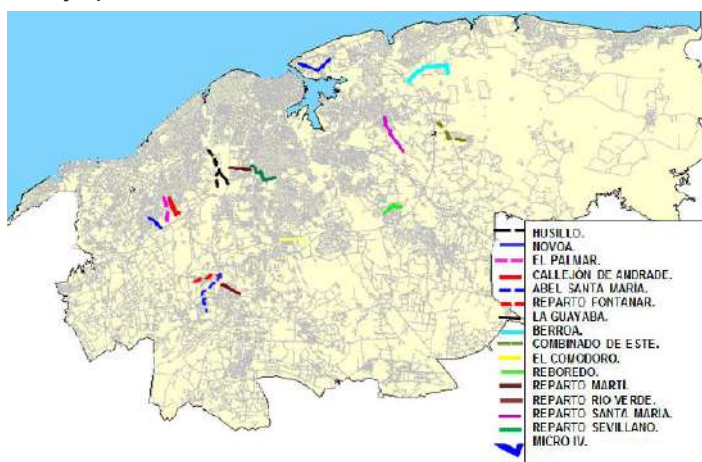 HUSILLO.
NOVOA.
EL PALMAR.
CALLEJÓN DE ANDRADE.
ABEL SANTA MARIA.
REPARTO FONTANAR.
LA GUAYABA.
BERROA.
COMBINADO DE ESTE.
EL COMODORO.
REBOREDO.
REPARTO MARTÍ.
REPARTO RIO VERDE.
REPARTO SANTA MARIA.
REPARTO SEVILLANO.
MICRO IV.